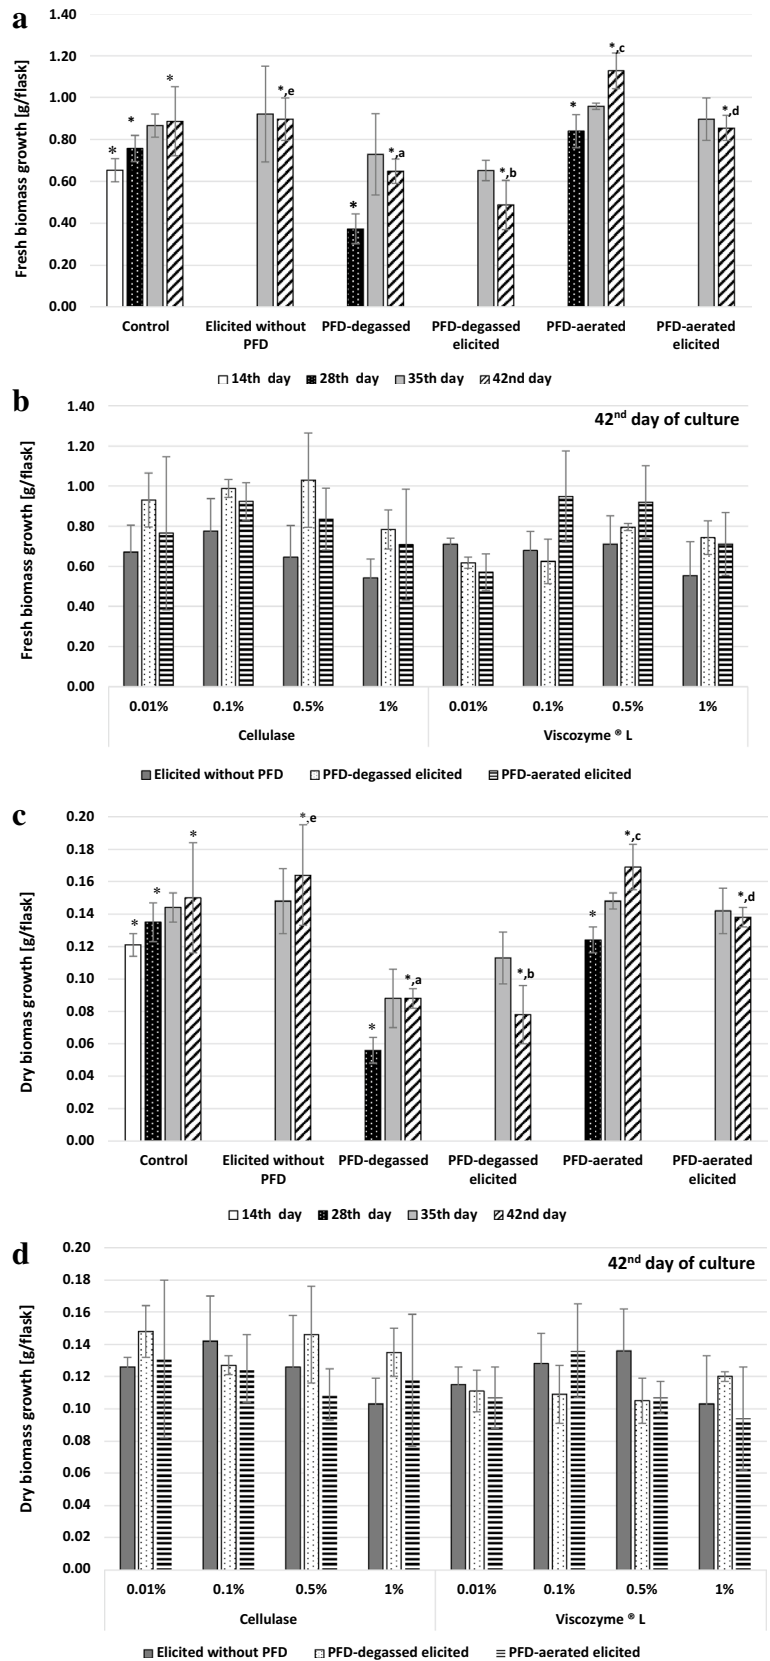 a
Fresh biomass growth [g/flask]
1.40
1.20
1.00
0.80
0.60
0.40
0.20
0.00
* * *
*,e
* *,a
*,b
* *,c
*,d
Control Elicited without PFD PFD-degassed PFD-degassed elicited PFD-aerated PFD-aerated elicited
14th day 28th day 35th day 42nd day
b
42nd day of culture
Fresh biomass growth [g/flask]
1.40
1.20
1.00
0.80
0.60
0.40
0.20
0.00
0.01% 0.1% 0.5% 1% 0.01% 0.1% 0.5% 1%
Cellulase Viscozyme ® L
Elicited without PFD PFD-degassed elicited PFD-aerated elicited
c
Dry biomas growth [g/flask]
0.20
0.18
0.16
0.14
0.12
0.10
0.08
0.06
0.04
0.02
0.00
* * *
*,e
* *,a
*,b
* *,c
*,d
Control Elicited without PFD PFD-degassed PFD-degassed elicited PFD-aerated PFD-aerated elicited
14th day 28th day 35th day 42nd day
d
42nd day of culture
Dry biomass growth [g/flask]
0.20
0.18
0.16
0.14
0.12
0.10
0.08
0.06
0.04
0.02
0.00
0.01% 0.1% 0.5% 1% 0.01% 0.1% 0.5% 1%
Cellulase Viscozyme ® L
Elicited without PFD PFD-degassed elicited PFD-aerated elicited